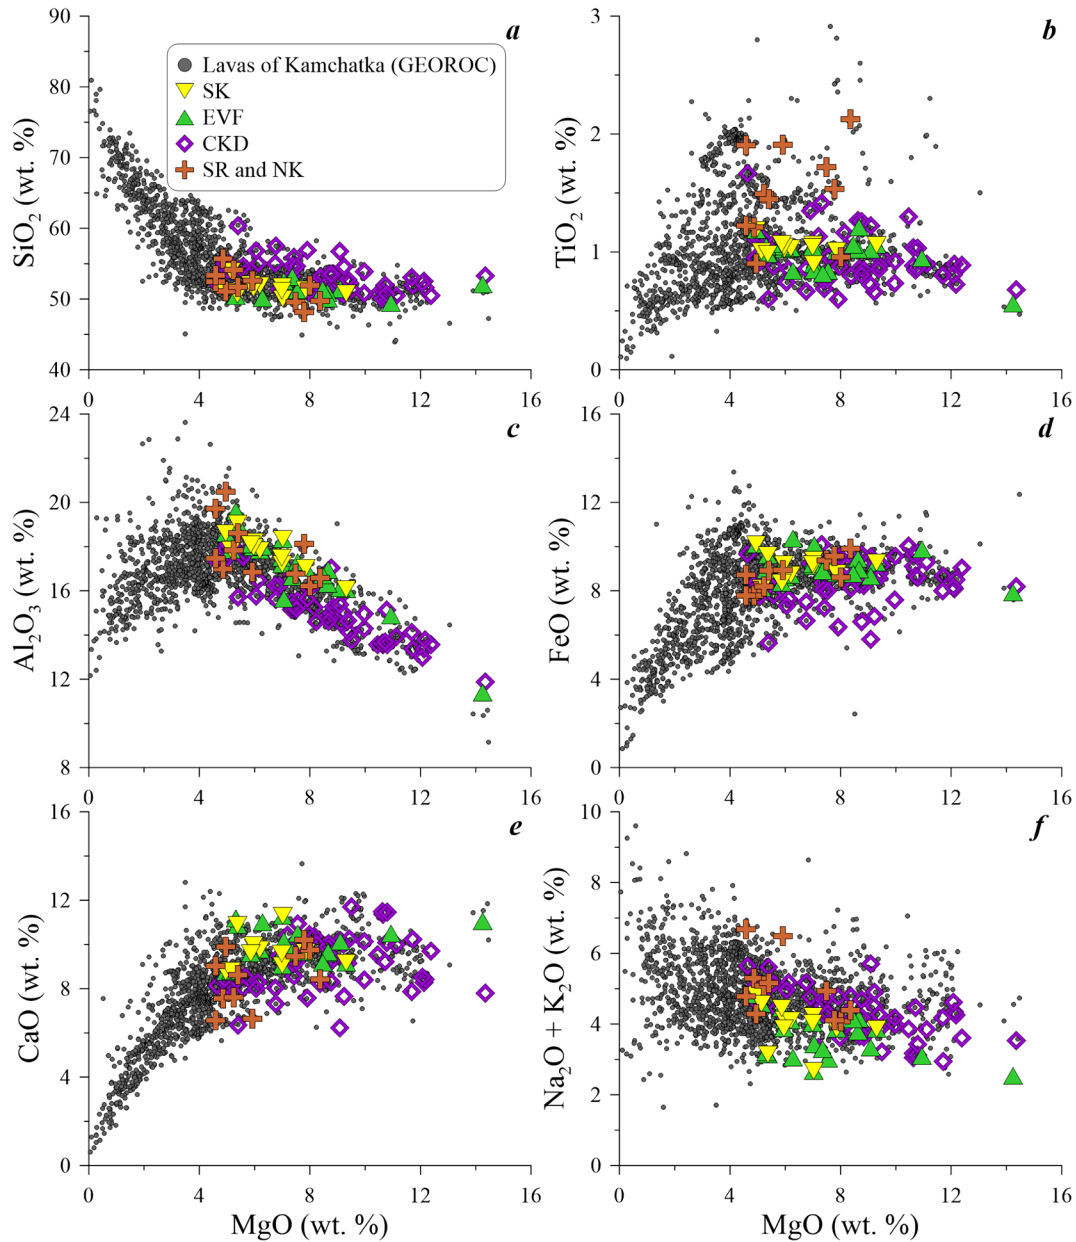 a
90
80
70
60
50
40
SiO₂ (wt. %)
Lavas of Kamchatka (GEOROC)
SK
EVF
CKD
SR and NK
0 4 8 12 16
b
3
2
1
0
TiO₂ (wt. %)
0 4 8 12 16
c
24
20
16
12
8
Al₂O₃ (wt. %)
0 4 8 12 16
d
16
12
8
4
0
FeO (wt. %)
0 4 8 12 16
e
16
12
8
4
0
CaO (wt. %)
0 4 8 12 16
MgO (wt. %)
f
10
8
6
4
2
0
Na₂O + K₂O (wt. %)
0 4 8 12 16
MgO (wt. %)